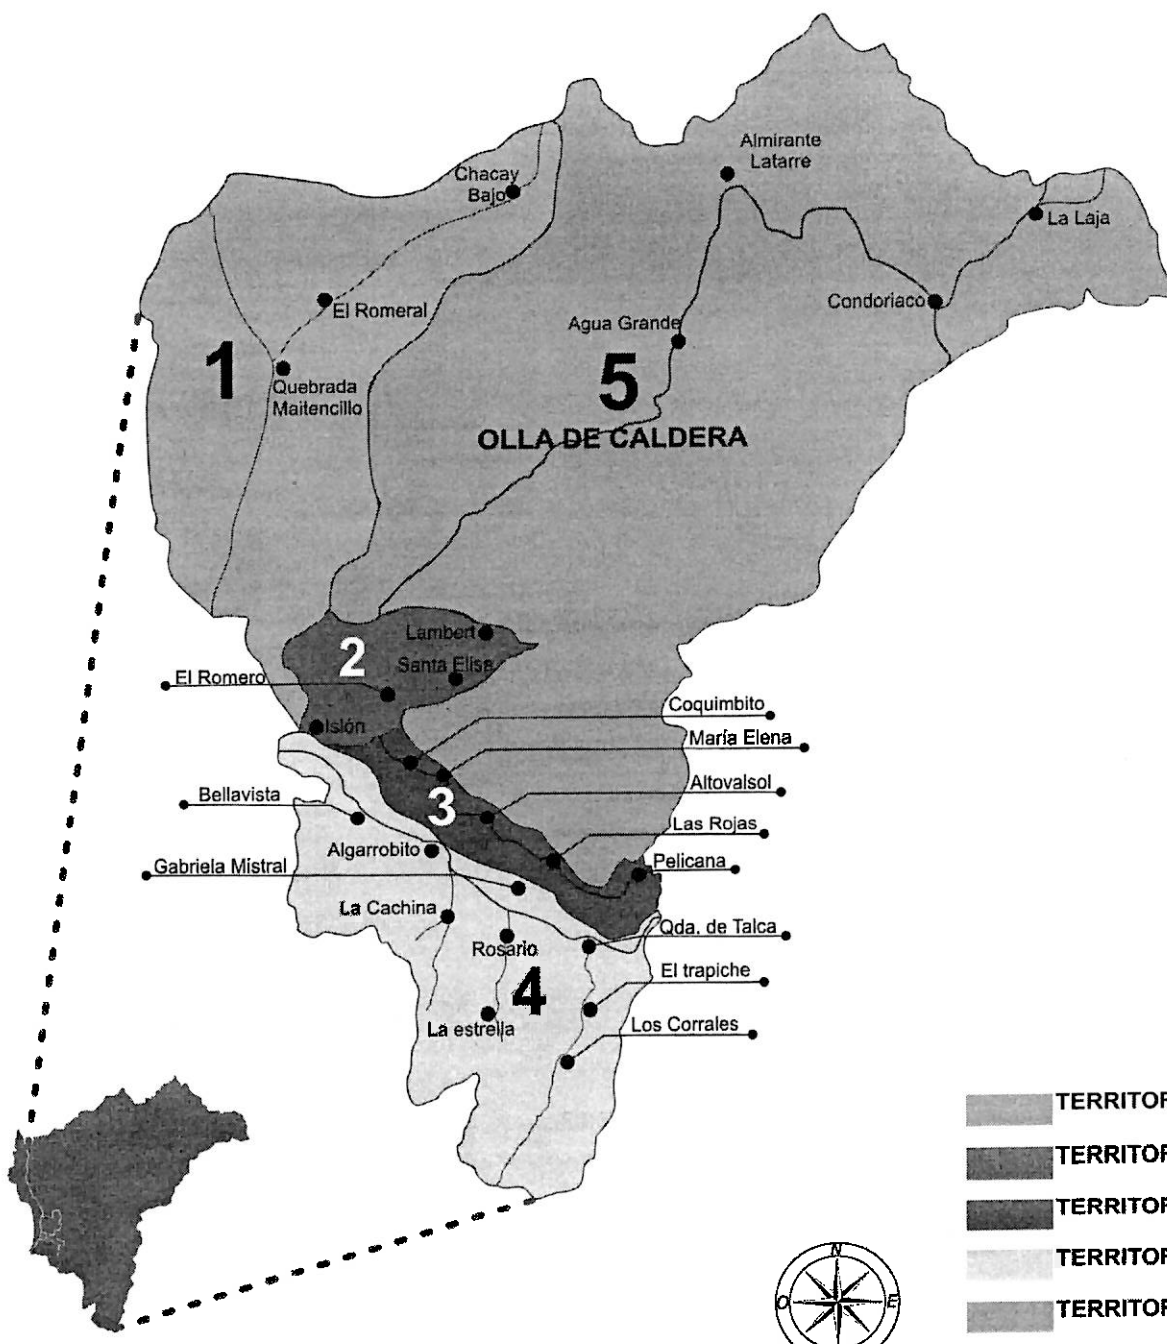 Almirante
Latarre
Chacay
Bajo
La Laja
El Romeral
Condoriaco
Agua Grande
1
5
Quebrada
Maitencillo
OLLA DE CALDERA
Lambert
2
Santa Elisa
El Romero
Islón
Coquimbito
María Elena
Bellavista
3
Altovalsol
Las Rojas
Algarrobito
Gabriela Mistral
Pelicana
La Cachina
Rosario
Qda. de Talca
4
El trapiche
La estrella
Los Corrales
TERRITOR
TERRITOR
TERRITOR
TERRITOR
TERRITOR
N
O
E